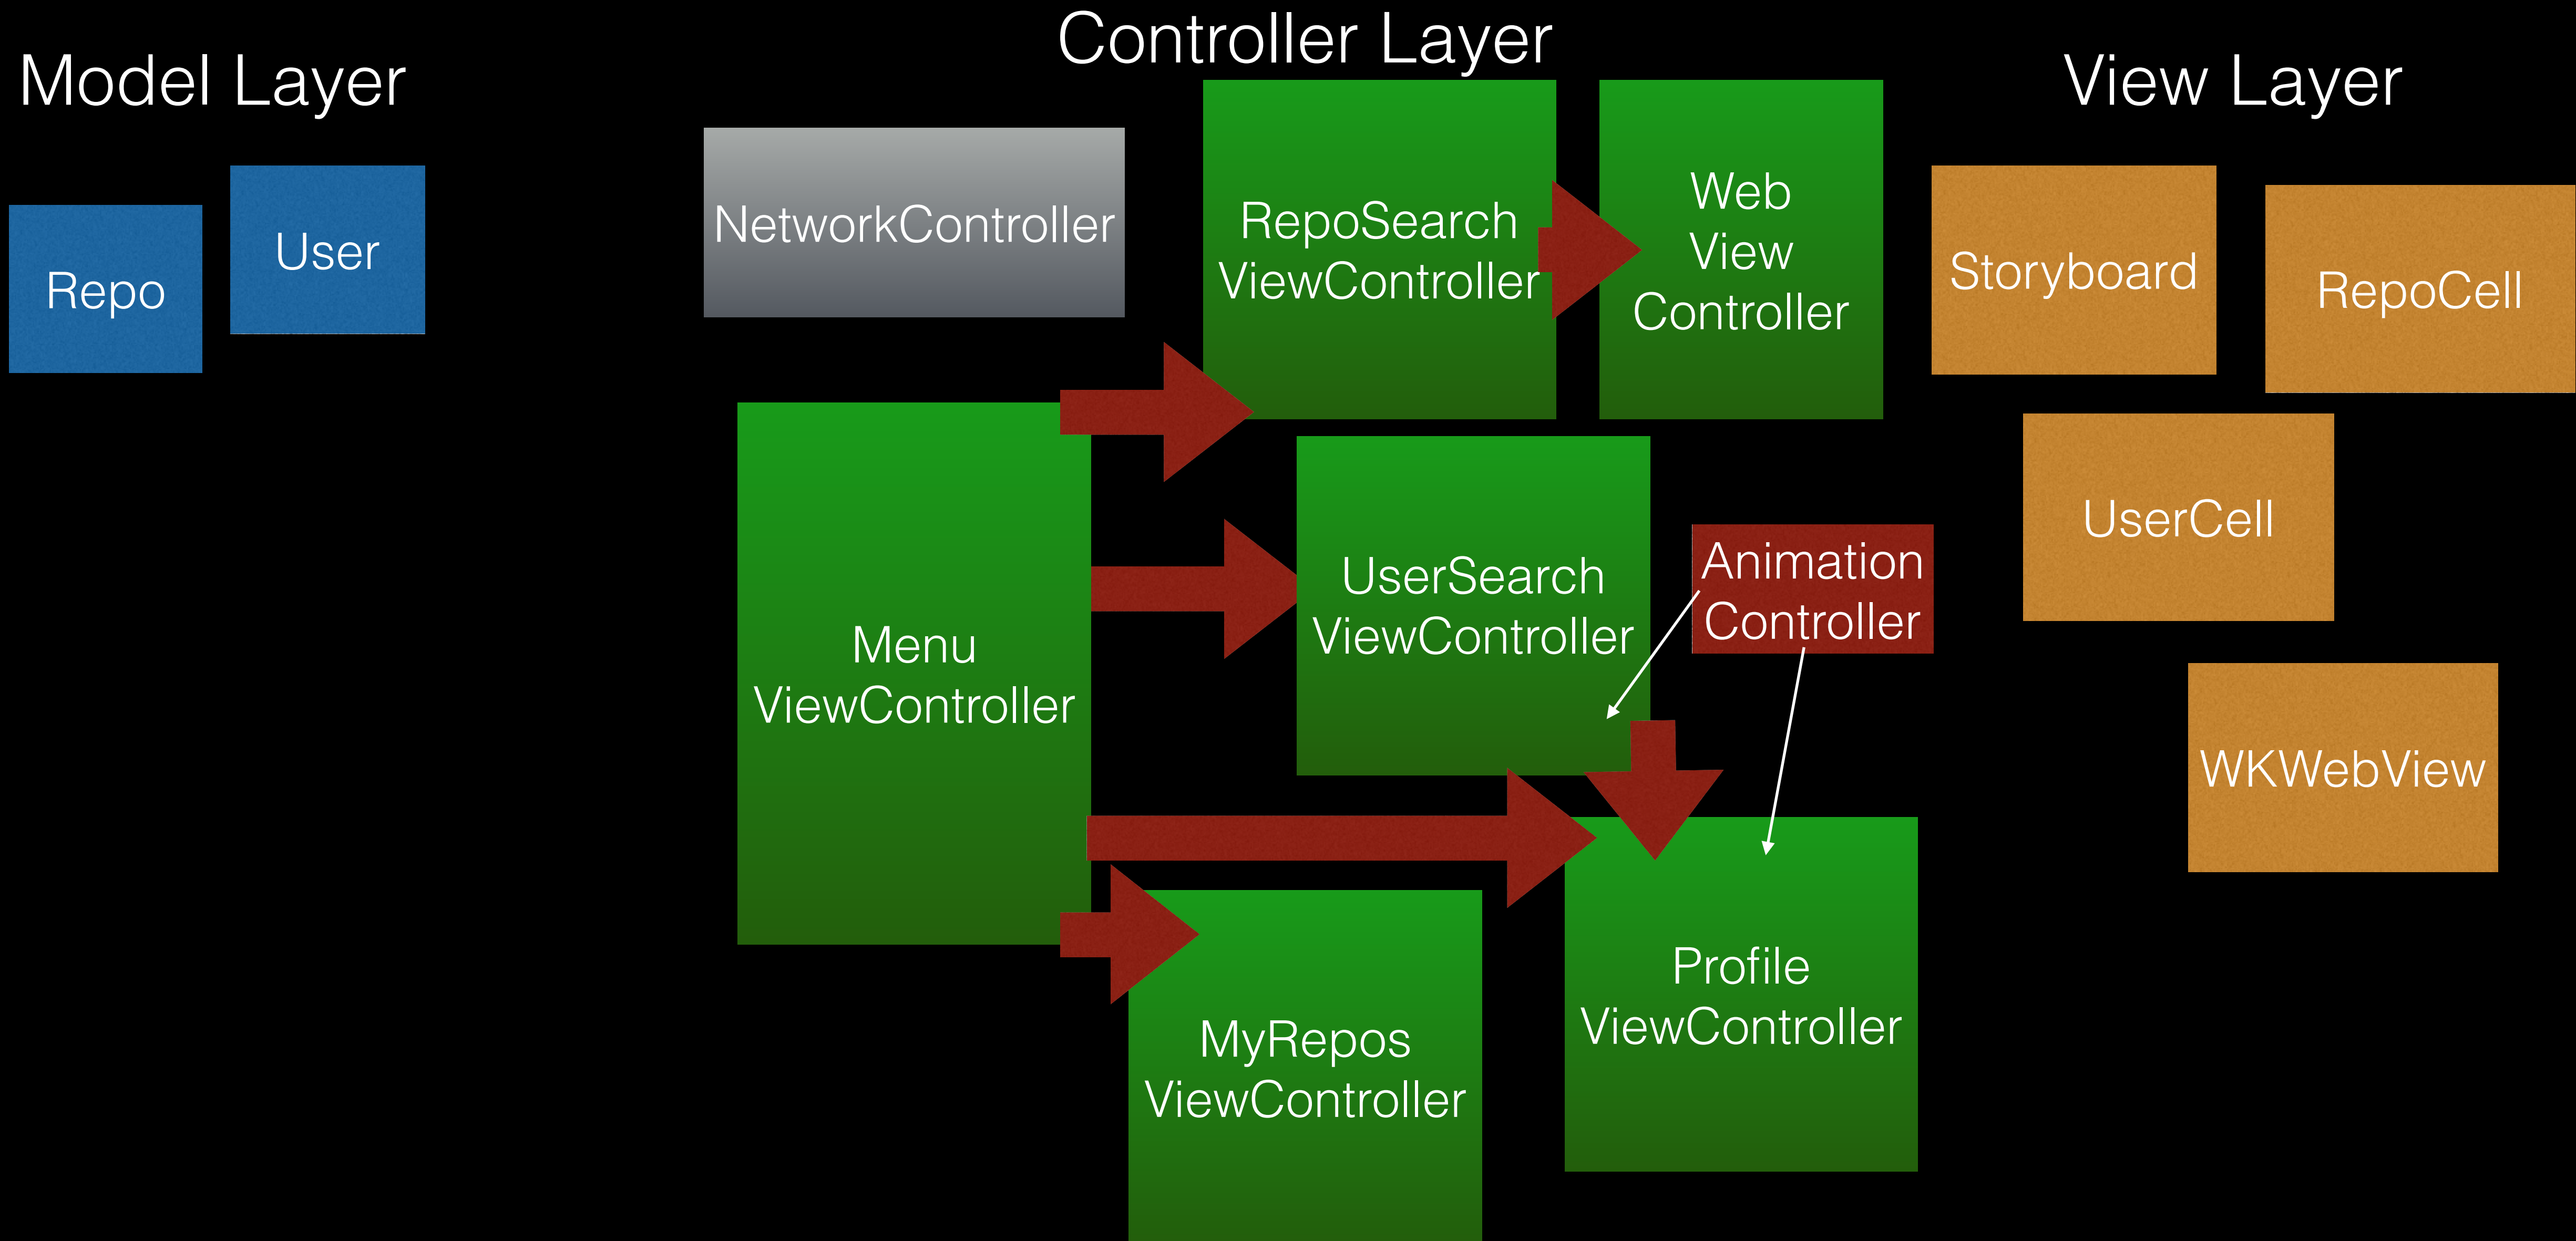 Controller Layer
Model Layer
View Layer
Repo
User
NetworkController
RepoSearch
ViewController
Web
View
Controller
Storyboard
RepoCell
UserCell
Menu
ViewController
UserSearch
ViewController
Animation
Controller
WKWebView
MyRepos
ViewController
Profile
ViewController